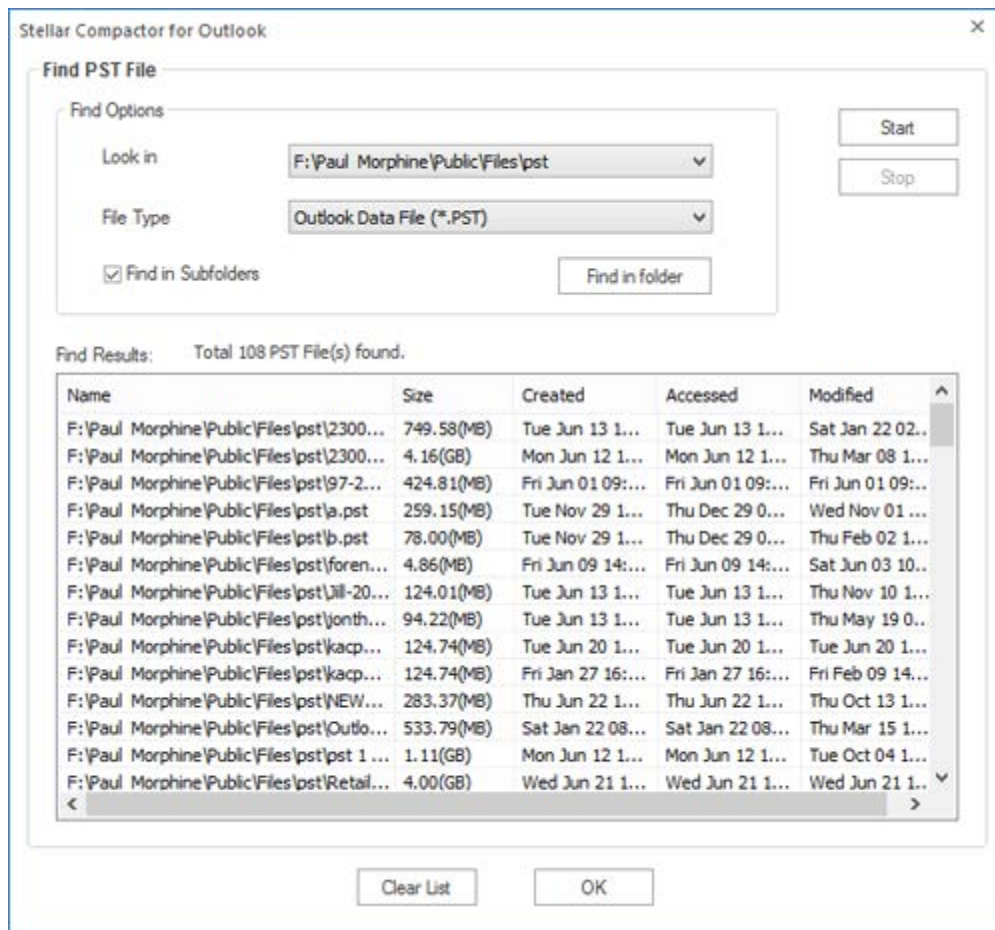 Stellar Compactor for Outlook
Find PST File
Find Options
Start
Look in F:\Paul Morphine\Public\Files\pst
Stop
File Type Outlook Data File (*.PST)
Find in Subfolders Find in folder
Find Results: Total 108 PST File(s) found.
Name Size Created Accessed Modified
F:\Paul Morphine\Public\Files\pst\2300... 749.58(MB) Tue Jun 13 1... Tue Jun 13 1... Sat Jan 22 02...
F:\Paul Morphine\Public\Files\pst\2300... 4.16(GB) Mon Jun 12 1... Mon Jun 12 1... Thu Mar 08 1...
F:\Paul Morphine\Public\Files\pst\97-2... 424.81(MB) Fri Jun 01 09:... Fri Jun 01 09:... Fri Jun 01 09:...
F:\Paul Morphine\Public\Files\pst\a.pst 259.15(MB) Tue Nov 29 1... Thu Dec 29 0... Wed Nov 01 ...
F:\Paul Morphine\Public\Files\pst\b.pst 78.00(MB) Tue Nov 29 1... Thu Dec 29 0... Thu Feb 02 1...
F:\Paul Morphine\Public\Files\pst\foren... 4.86(MB) Fri Jun 09 14:... Fri Jun 09 14:... Sat Jun 03 10...
F:\Paul Morphine\Public\Files\pst\Jill-20... 124.01(MB) Tue Jun 13 1... Tue Jun 13 1... Thu Nov 10 1...
F:\Paul Morphine\Public\Files\pst\jonth... 94.22(MB) Tue Jun 13 1... Tue Jun 13 1... Thu May 19 0...
F:\Paul Morphine\Public\Files\pst\kacp... 124.74(MB) Tue Jun 20 1... Tue Jun 20 1... Tue Jun 20 1...
F:\Paul Morphine\Public\Files\pst\kacp... 124.74(MB) Fri Jan 27 16:... Fri Jan 27 16:... Fri Feb 09 14...
F:\Paul Morphine\Public\Files\pst\NEW... 283.37(MB) Thu Jun 22 1... Thu Jun 22 1... Thu Oct 13 1...
F:\Paul Morphine\Public\Files\pst\Outlo... 533.79(MB) Sat Jan 22 08... Sat Jan 22 08... Thu Mar 15 1...
F:\Paul Morphine\Public\Files\pst\pst 1 ... 1.11(GB) Mon Jun 12 1... Mon Jun 12 1... Tue Oct 04 1...
F:\Paul Morphine\Public\Files\pst\Retail... 4.00(GB) Wed Jun 21 1... Wed Jun 21 1... Wed Jun 21 1...
Clear List OK